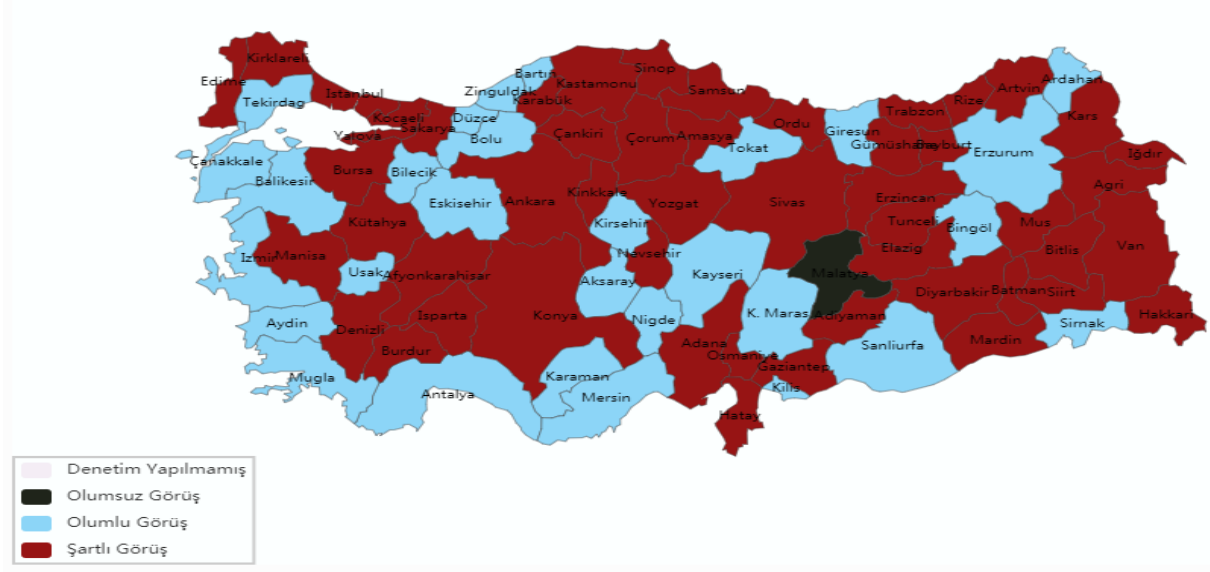 Kirklareli
Edirne
Tekirdag
Istanbul
Kocaeli
Yalova
Sakarya
Düzce
Bolu
Zinguldak
Bartın
Karabük
Kastamonu
Sinop
Samsun
Çankiri
Çorum
Amasya
Ordu
Tokat
Giresun
Trabzon
Rize
Artvin
Ardahan
Kars
Gümüshane
Bayburt
Erzurum
Iğdır
Agri
Çanakkale
Balikesir
Bursa
Bilecik
Eskisehir
Ankara
Kinkkale
Kirsehir
Yozgat
Sivas
Erzincan
Tunceli
Bingöl
Mus
Bitlis
Van
Kütahya
Izmir
Manisa
Usak
Afyonkarahisar
Nevsehir
Aksaray
Kayseri
Malatya
Elazig
Diyarbakir
Batman
Siirt
Sirnak
Hakkari
Aydin
Denizli
Isparta
Burdur
Konya
Nigde
K. Maras
Adiyaman
Adana
Osmaniye
Gaziantep
Sanliurfa
Mardin
Mugla
Antalya
Karaman
Mersin
Kilis
Hatay
Denetim Yapılmamış
Olumsuz Görüş
Olumlu Görüş
Şartlı Görüş